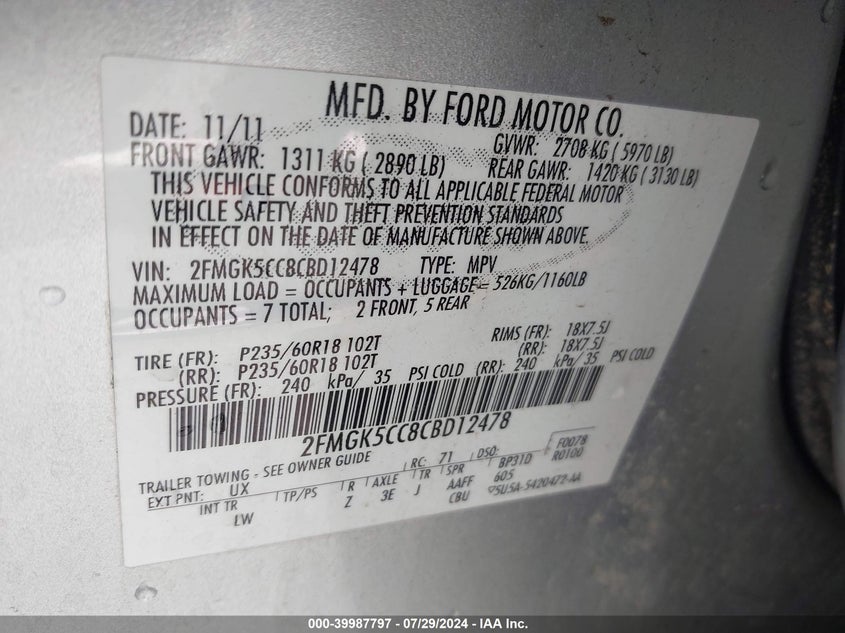 MFD. BY FORD MOTOR CO.
DATE: 11/11 GVWR: 2708 KG ( 5970 LB)
FRONT GAWR: 1311 KG ( 2890 LB) REAR GAWR: 1420 KG ( 3130 LB)
THIS VEHICLE CONFORMS TO ALL APPLICABLE FEDERAL MOTOR
VEHICLE SAFETY AND THEFT PREVENTION STANDARDS
IN EFFECT ON THE DATE OF MANUFACTURE SHOWN ABOVE.
VIN: 2FMGK5CC8CBD12478 TYPE: MPV
MAXIMUM LOAD = OCCUPANTS + LUGGAGE = 526KG/1160LB
OCCUPANTS = 7 TOTAL; 2 FRONT, 5 REAR
TIRE (FR): P235/60R18 102T RIMS (FR): 18X7.5J
(RR): P235/60R18 102T (RR): 18X7.5J
PRESSURE (FR): 240 kPa/ 35 PSI COLD (RR): 240 kPa/ 35 PSI COLD
2FMGK5CC8CBD12478
F0078
TRAILER TOWING - SEE OWNER GUIDE RC: 71 DSO: R0100
EXT PNT: UX INT TR TP/PS R AXLE TR SPR BP31D
LW Z 3E J AAFF 605
CBU 5U5A-5420472-AA
000-39987797 - 07/29/2024 - IAA Inc.